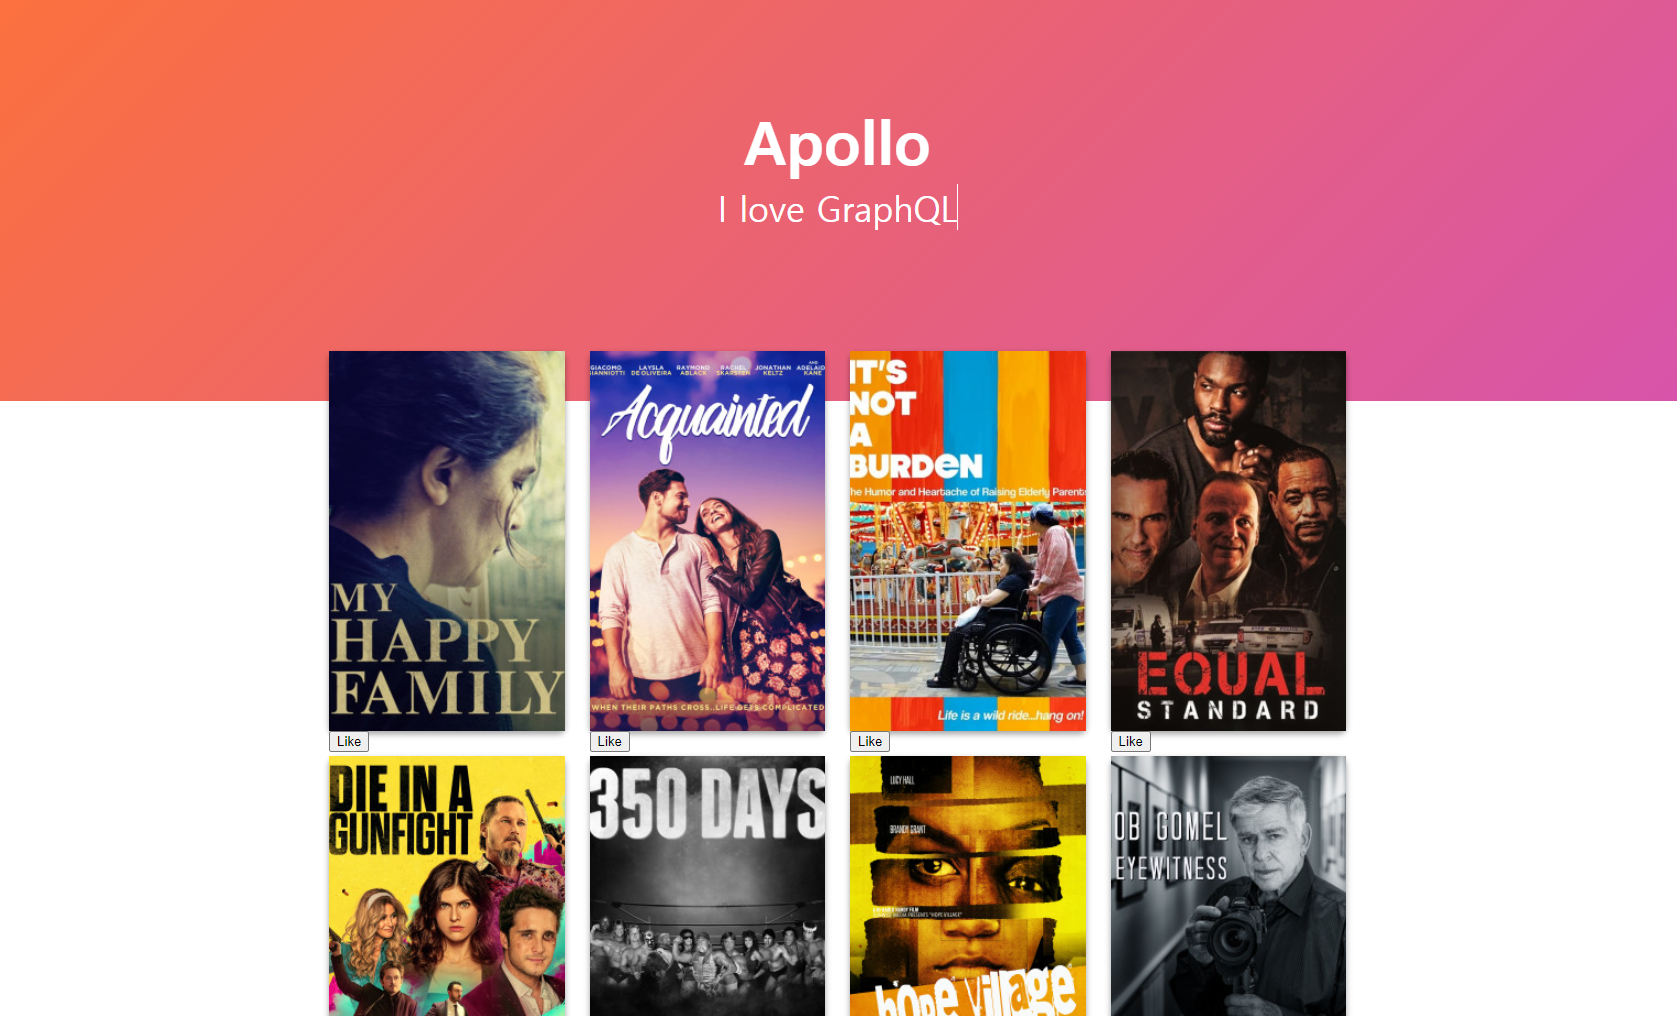 Apollo
I love GraphQL
MY
HAPPY
FAMILY
Like
GIACOMO GIANNIOTTI LAYSLA DE OLIVEIRA RAYMOND ABLACK RACHEL SKARSTEN JONATHAN KELTZ AND ADELAID KANE
Acquainted
WHEN THEIR PATHS CROSS...LIFE GETS COMPLICATED
Like
IT'S
NOT
A
BURDEN
The Humor and Heartache of Raising Elderly Parents
Life is a wild ride...hang on!
Like
EQUAL
STANDARD
Like
DIE IN A
GUNFIGHT
350 DAYS
LUCY HALL
BRANDY GRANT
hope village
OB GOMEL
EYEWITNESS